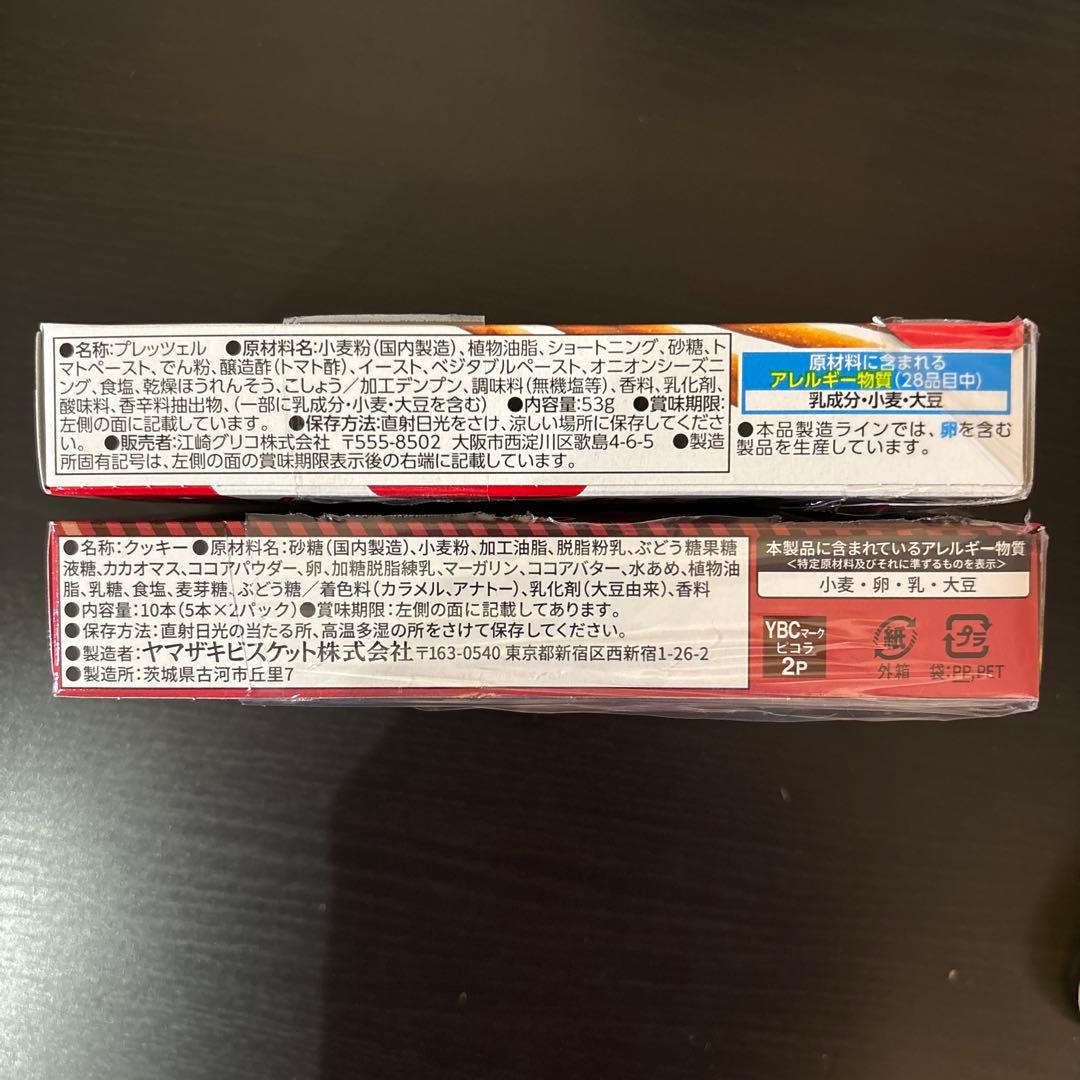 ●名称:プレッツェル ●原材料名:小麦粉(国内製造)、植物油脂、ショートニング、砂糖、ト
マトペースト、でん粉、醸造酢(トマト酢)、イースト、ベジタブルペースト、オニオンシーズニ
ング、食塩、乾燥ほうれんそう、こしょう/加工デンプン、調味料(無機塩等)、香料、乳化剤、
酸味料、香辛料抽出物、(一部に乳成分・小麦・大豆を含む) ●内容量:53g ●賞味期限:
左側の面に記載しています。 ●保存方法:直射日光をさけ、涼しい場所に保存してくださ
い。 ●販売者:江崎グリコ株式会社 〒555-8502 大阪市西淀川区歌島4-6-5 ●製造
所固有記号は、左側の面の賞味期限表示後の右端に記載しています。
原材料に含まれる
アレルギー物質(28品目中)
乳成分・小麦・大豆
●本品製造ラインでは、卵を含む
製品を生産しています。
●名称:クッキー ●原材料名:砂糖(国内製造)、小麦粉、加工油脂、脱脂粉乳、ぶどう糖果糖
液糖、カカオマス、ココアパウダー、卵、加糖脱脂練乳、マーガリン、ココアバター、水あめ、植物油
脂、乳糖、食塩、麦芽糖、ぶどう糖/着色料(カラメル、アナトー)、乳化剤(大豆由来)、香料
●内容量:10本(5本×2パック) ●賞味期限:左側の面に記載してあります。
●保存方法:直射日光の当たる所、高温多湿の所をさけて保存してください。
●製造者:ヤマザキビスケット株式会社〒163-0540 東京都新宿区西新宿1-26-2
●製造所:茨城県古河市丘里7
本製品に含まれているアレルギー物質
<特定原材料及びそれに準ずるものを表示>
小麦・卵・乳・大豆
YBCマーク
ピコラ
2P
紙
外箱
プラ
袋:PP,PET